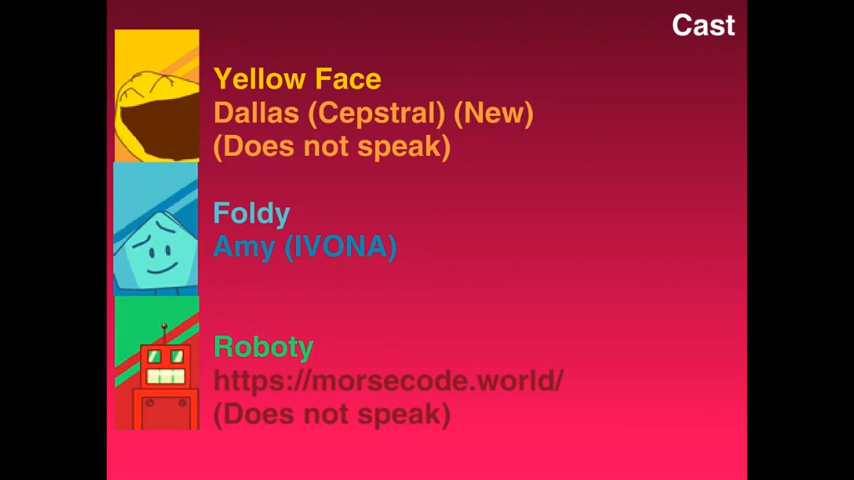 Cast
Yellow Face
Dallas (Cepstral) (New)
(Does not speak)
Foldy
Amy (IVONA)
Roboty
https://morsecode.world/
(Does not speak)